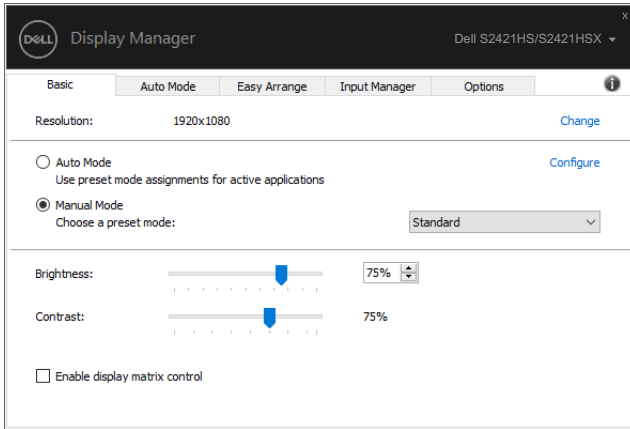 DELL Display Manager Dell S2421HS/S2421HSX
x
Basic Auto Mode Easy Arrange Input Manager Options i
Resolution: 1920x1080 Change
Auto Mode Configure
Use preset mode assignments for active applications
Manual Mode
Choose a preset mode: Standard
Brightness: 75%
Contrast: 75%
Enable display matrix control